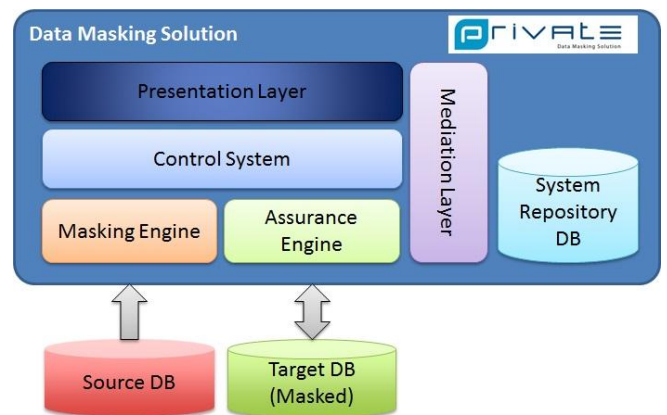 Data Masking Solution
Privatε
Data Masking Solution
Presentation Layer
Control System
Masking Engine
Assurance
Engine
Mediation Layer
System
Repository
DB
Source DB
Target DB
(Masked)